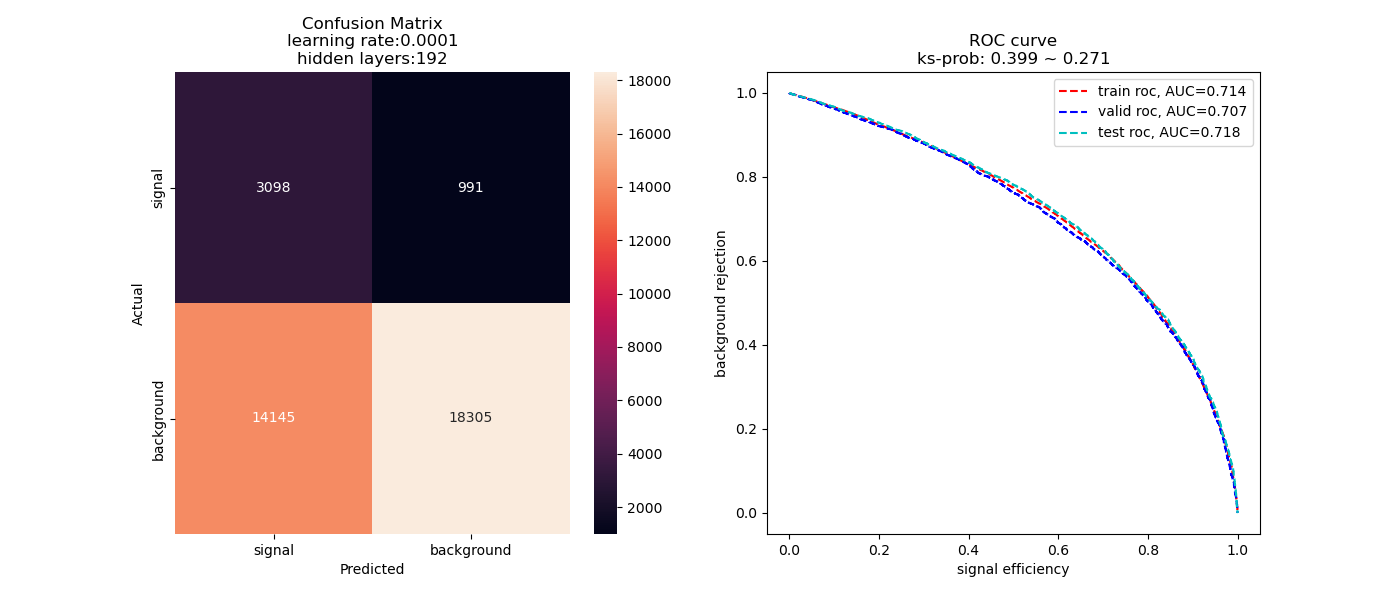 Confusion Matrix
learning rate:0.0001
hidden layers:192
signal
background
Actual
3098
991
14145
18305
signal
background
Predicted
18000
16000
14000
12000
10000
8000
6000
4000
2000
ROC curve
ks-prob: 0.399 ~ 0.271
train roc, AUC=0.714
valid roc, AUC=0.707
test roc, AUC=0.718
background rejection
1.0
0.8
0.6
0.4
0.2
0.0
0.0
0.2
0.4
0.6
0.8
1.0
signal efficiency